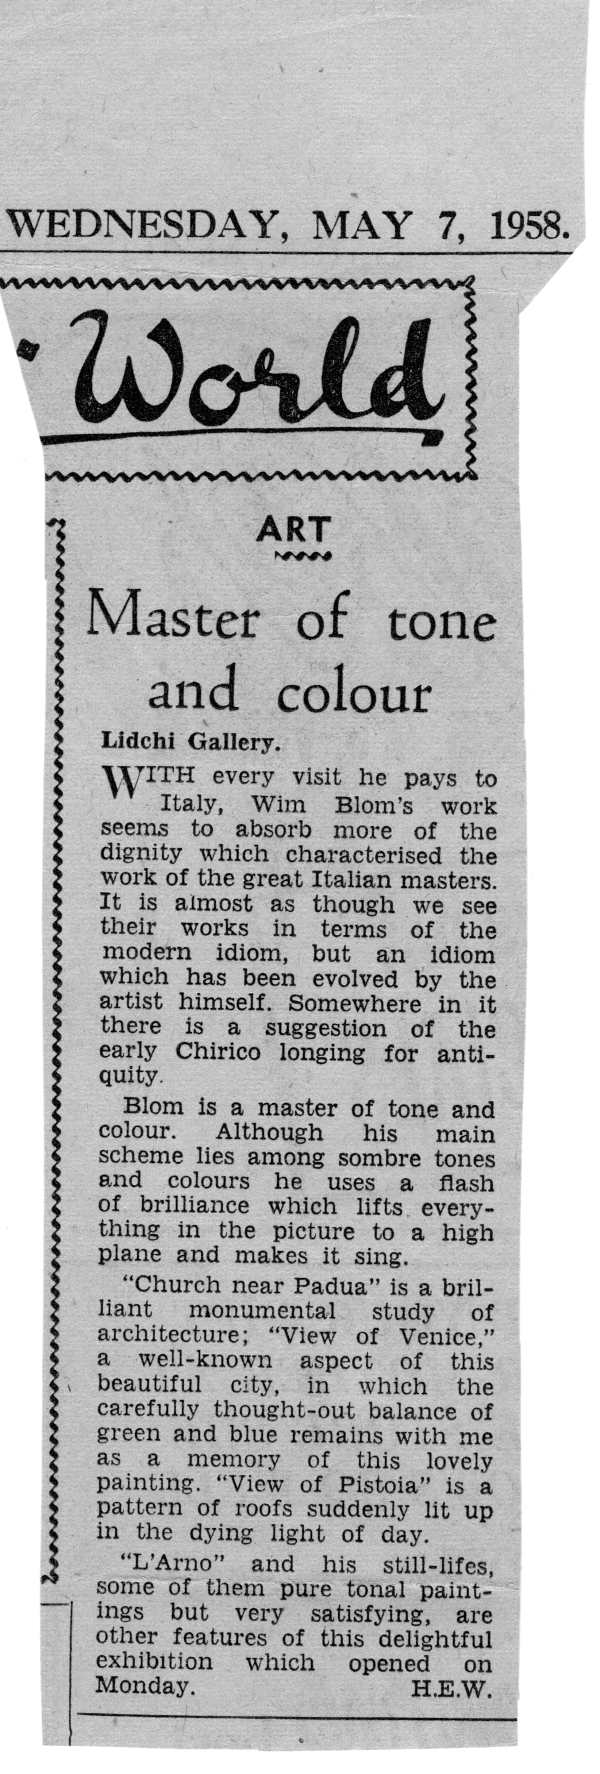 WEDNESDAY, MAY 7, 1958.
World
ART
Master of tone
and colour
Lidchi Gallery.
WITH every visit he pays to
Italy, Wim Blom's work
seems to absorb more of the
dignity which characterised the
work of the great Italian masters.
It is almost as though we see
their works in terms of the
modern idiom, but an idiom
which has been evolved by the
artist himself. Somewhere in it
there is a suggestion of the
early Chirico longing for anti-
quity.
Blom is a master of tone and
colour. Although his main
scheme lies among sombre tones
and colours he uses a flash
of brilliance which lifts every-
thing in the picture to a high
plane and makes it sing.
"Church near Padua" is a bril-
liant monumental study of
architecture; "View of Venice,"
a well-known aspect of this
beautiful city, in which the
carefully thought-out balance of
green and blue remains with me
as a memory of this lovely
painting. "View of Pistoia" is a
pattern of roofs suddenly lit up
in the dying light of day.
"L'Arno" and his still-lifes,
some of them pure tonal paint-
ings but very satisfying, are
other features of this delightful
exhibition which opened on
Monday. H.E.W.